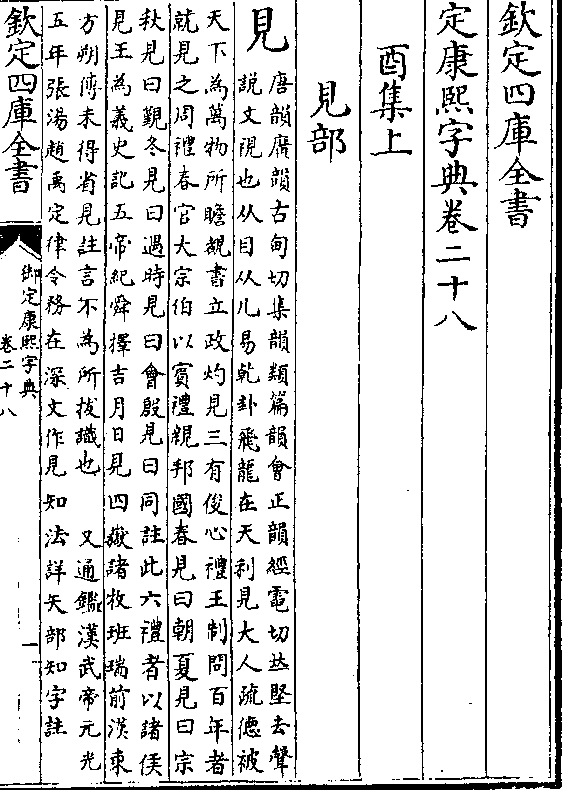 欽定四庫全書
定康熙字典卷二十八
酉集上
見部
見
唐韻廣韻古甸切集韻類篇韻會正韻經電切𠀤堅去聲
說文視也从目从儿易乾卦飛龍在天利見大人疏德被
天下為萬物所瞻覩書立政灼見三有俊心禮王制問百年者
就見之周禮春官大宗伯以賓禮親邦國春見曰朝夏見曰宗
秋見曰覲冬見曰遇時見曰會殷見曰同註此六禮者以諸侯
見王為義史記五帝紀舜擇吉月日見四嶽諸牧班瑞前漢東
方朔傳未得省見註言不為所拔識也 又通鑑漢武帝元光
五年張湯趙禹定律令務在深文作見知法詳矢部知字註
欽定四庫全書
御定康熙字典
卷二十八
一